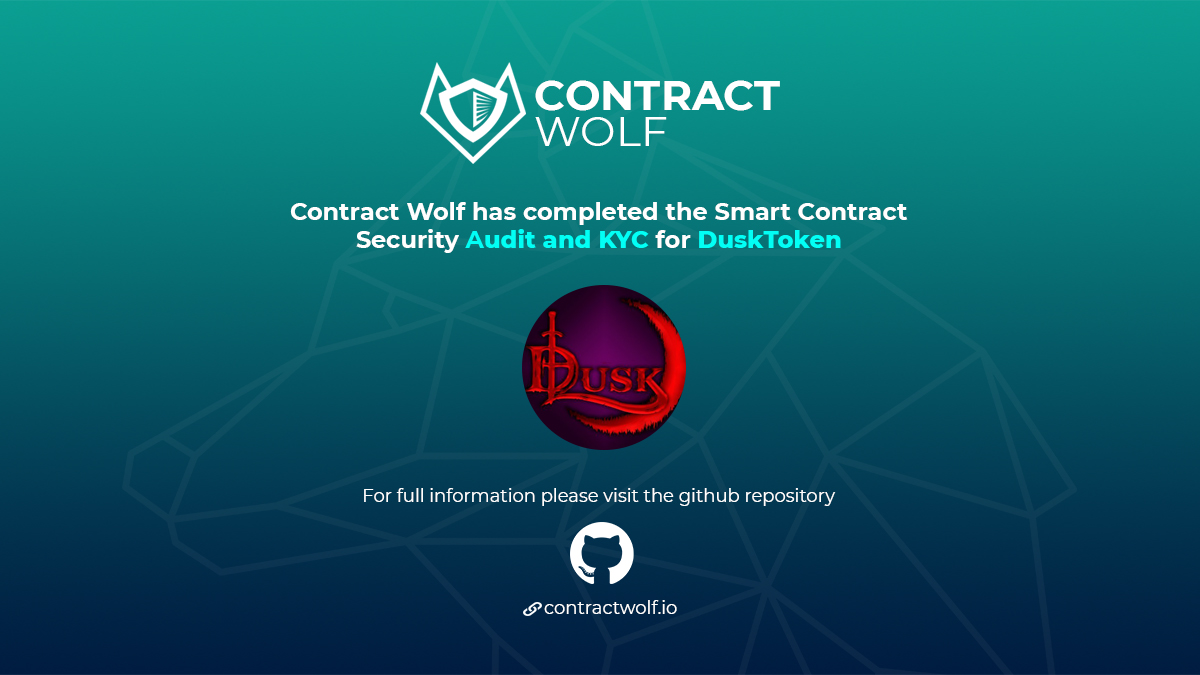 CONTRACT
WOLF
Contract Wolf has completed the Smart Contract
Security Audit and KYC for DuskToken
Dusk
For full information please visit the github repository
contractwolf.io